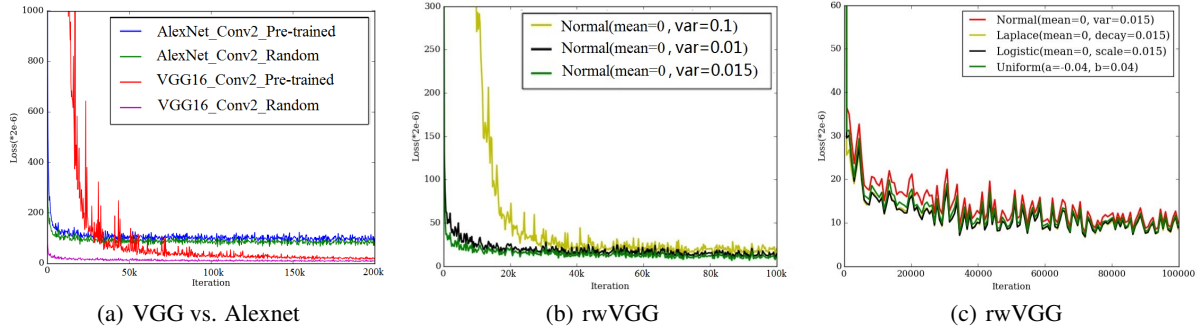 1000
800
600
400
200
0
Loss(*2e-6)
AlexNet_Conv2_Pre-trained
AlexNet_Conv2_Random
VGG16_Conv2_Pre-trained
VGG16_Conv2_Random
0 50k 100k 150k 200k
Iteration
(a) VGG vs. Alexnet
300
250
200
150
100
50
0
Loss(*2e-6)
Normal(mean=0, var=0.1)
Normal(mean=0, var=0.01)
Normal(mean=0, var=0.015)
0 20k 40k 60k 80k 100k
Iteration
(b) rwVGG
60
50
40
30
20
10
0
Loss(*2e-6)
Normal(mean=0, var=0.015)
Laplace(mean=0, decay=0.015)
Logistic(mean=0, scale=0.015)
Uniform(a=-0.04, b=0.04)
0 20000 40000 60000 80000 100000
Iteration
(c) rwVGG